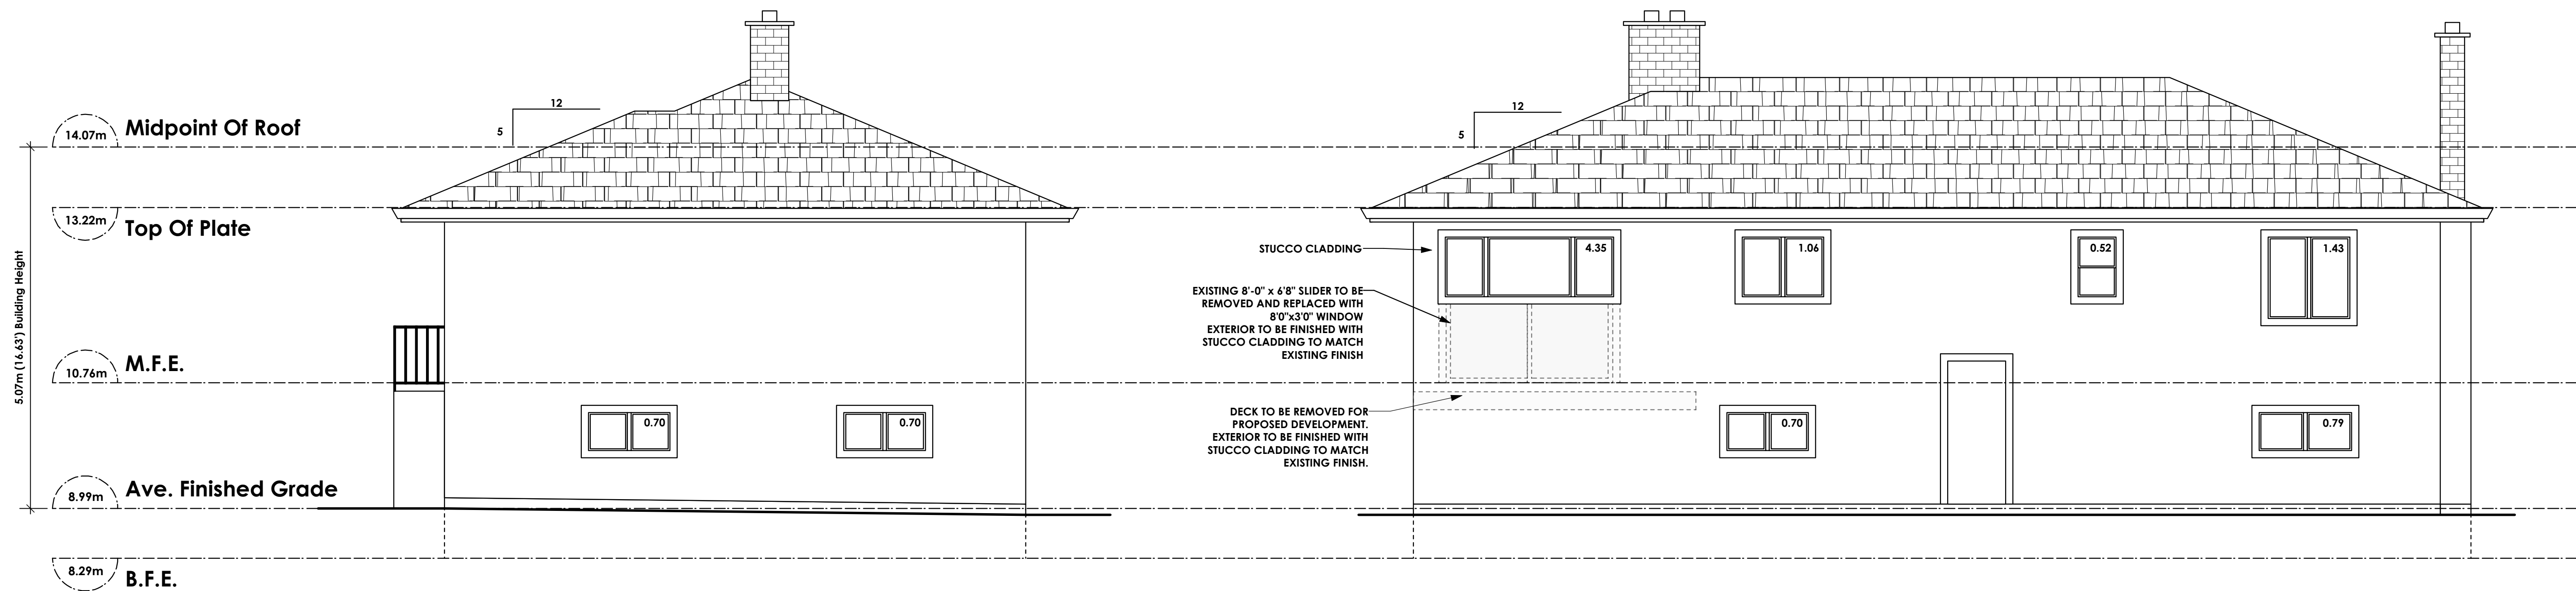 14.07m
Midpoint Of Roof
13.22m
Top Of Plate
5.07m (16.63') Building Height
10.76m
M.F.E.
8.99m
Ave. Finished Grade
8.29m
B.F.E.
12
5
0.70
0.70
12
5
STUCCO CLADDING
EXISTING 8'-0" x 6'8" SLIDER TO BE
REMOVED AND REPLACED WITH
8'0"x3'0" WINDOW
EXTERIOR TO BE FINISHED WITH
STUCCO CLADDING TO MATCH
EXISTING FINISH
DECK TO BE REMOVED FOR
PROPOSED DEVELOPMENT.
EXTERIOR TO BE FINISHED WITH
STUCCO CLADDING TO MATCH
EXISTING FINISH.
4.35
1.06
0.52
1.43
0.70
0.79